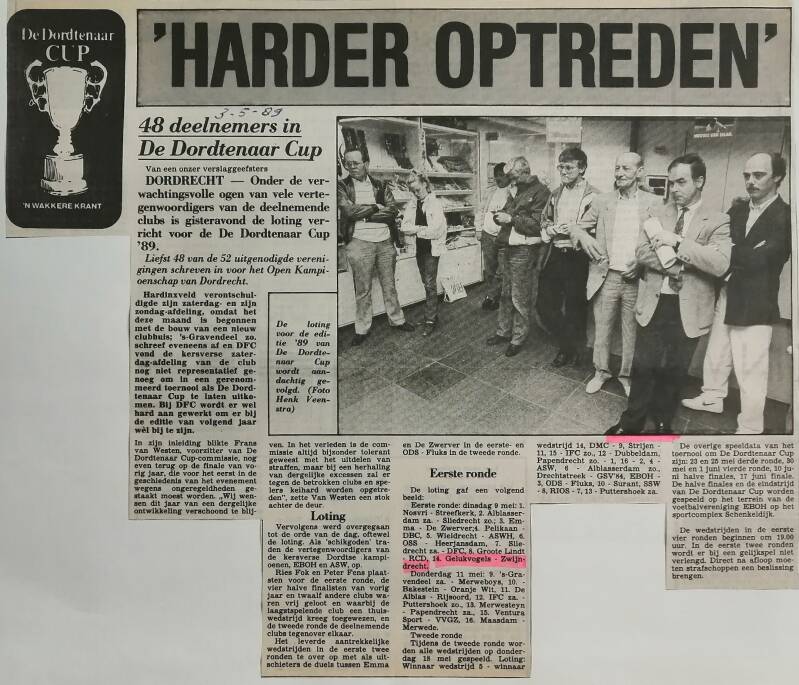 De Dordtenaar
CUP
'N WAKKERE KRANT
'HARDER OPTREDEN'
3-5-89
48 deelnemers in
De Dordtenaar Cup
Van een onzer verslaggeefsters
DORDRECHT — Onder de ver-
wachtingsvolle ogen van vele verte-
genwoordigers van de deelnemende
clubs is gisteravond de loting ver-
richt voor de De Dordtenaar Cup
'89.
Liefst 48 van de 52 uitgenodigde vereni-
gingen schreven in voor het Open Kampi-
oenschap van Dordrecht.
Hardinxveld verontschul-
digde zijn zaterdag- en zijn
zondag-afdeling, omdat het
deze maand is begonnen
met de bouw van een nieuw
clubhuis; 's-Gravendeel zo.
schreef eveneens af en DFC
vond de kersverse zater-
dag-afdeling van de club
nog niet representatief ge-
noeg om in een gerenom-
meerd toernooi als De Dord-
tenaar Cup te laten uitko-
men. Bij DFC wordt er wel
hard aan gewerkt om er bij
de editie van volgend jaar
wèl bij te zijn.
In zijn inleiding blikte Frans
van Westen, voorzitter van De
Dordtenaar Cup-commissie, nog
even terug op de finale van vo-
rig jaar, die voor het eerst in de
geschiedenis van het evenement
wegens ongeregeldheden ge-
staakt moest worden. „Wij wen-
sen dit jaar van een dergelijke
ontwikkeling verschoond te blij-
De loting
voor de edi-
tie '89 van
De Dordte-
naar Cup
wordt aan-
dachtig ge-
volgd. (Foto
Henk Veen-
stra)
ven. In het verleden is de com-
missie altijd bijzonder tolerant
geweest met het uitdelen van
straffen, maar bij een herhaling
van dergelijke excessen zal er
tegen de betrokken clubs en spe-
lers keihard worden opgetre-
den", zette Van Westen een stok
achter de deur.
Loting
Vervolgens werd overgegaan
tot de orde van de dag, oftewel
de loting. Als 'schikgoden' tra-
den de vertegenwoordigers van
de kersverse Dordtse kampi-
oenen, EBOH en ASW, op.
Ries Fok en Peter Fens plaat-
sten voor de eerste ronde, de
vier halve finalisten van vorig
jaar en twaalf andere clubs wa-
ren vrij geloot en waarbij de
laagstspelende club een thuis-
wedstrijd kreeg toegewezen, en
de tweede ronde de deelnemende
clubs tegenover elkaar.
Het leverde aantrekkelijke
wedstrijden in de eerste twee
ronden te over op met als uit-
schieters de duels tussen Emma
en De Zwerver in de eerste- en
ODS - Fluks in de tweede ronde.
Eerste ronde
De loting gaf een volgend
beeld:
Eerste ronde: dinsdag 9 mei: 1.
Nosvri - Streefkerk, 2. Alblasser-
dam za. - Sliedrecht zo.; 3. Em-
ma - De Zwerver;4. Pelikaan -
DBC, 5. Wieldrecht - ASWH, 6.
OSS - Heerjansdam, 7. Slie-
drecht za. - DFC, 8. Groote Lindt
- RCD, 14. Gelukvogels - Zwijn-
drecht.
Donderdag 11 mei: 9. 's-Gra-
vendeel za. - Merweboys, 10. -
Bakestein - Oranje Wit, 11. De
Alblas - Rijsoord, 12. IFC za. -
Puttershoek zo., 13. Merwesteyn
- Papendrecht za., 15. Ventura
Sport - VVGZ, 16. Maasdam -
Merwede.
Tweede ronde
Tijdens de tweede ronde wor-
den alle wedstrijden op donder-
dag 18 mei gespeeld. Loting:
Winnaar wedstrijd 5 - winnaar
wedstrijd 14, DMC - 9, Strijen -
11, 15 - IFC zo., 12 - Dubbeldam,
Papendrecht zo. - 1, 16 - 2, 4 -
ASW, 6 - Alblasserdam zo.,
Drechtstreek - GSV'84, EBOH -
3, ODS - Fluks, 10 - Surant, SSW
- 8, RIOS - 7, 13 - Puttershoek za.
De overige speeldata van het
toernooi om De Dordtenaar Cup
zijn: 23 en 25 mei derde ronde, 30
mei en 1 juni vierde ronde, 10 ju-
ni halve finales, 17 juni finale.
De halve finales en de eindstrijd
van De Dordtenaar Cup worden
gespeeld op het terrein van de
voetbalvereniging EBOH op het
sportcomplex Schenkeldijk.
De wedstrijden in de eerste
vier ronden beginnen om 19.00
uur. In de eerste twee ronden
wordt er bij een gelijkspel niet
verlengd. Direct na afloop moe-
ten strafschoppen een beslissing
brengen.